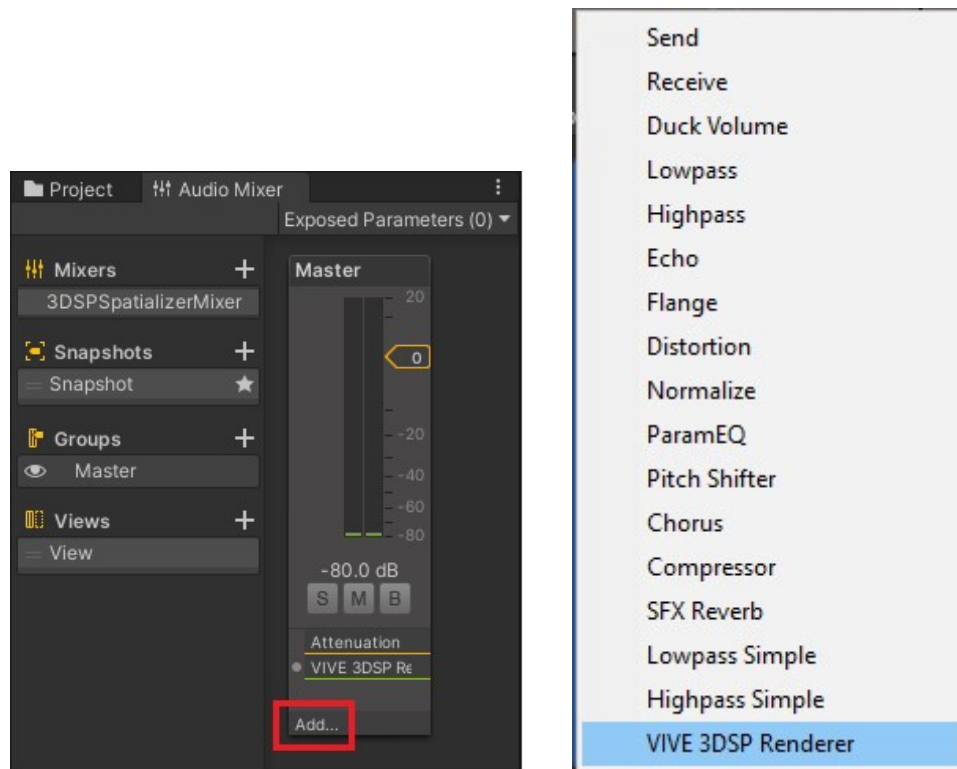 Project
Audio Mixer
Exposed Parameters (0)
Mixers
3DSPSpatializerMixer
Snapshots
Snapshot
Groups
Master
Views
View
Master
20
0
-20
-40
-60
-80
-80.0 dB
S M B
Attenuation
VIVE 3DSP Re
Add...
Send
Receive
Duck Volume
Lowpass
Highpass
Echo
Flange
Distortion
Normalize
ParamEQ
Pitch Shifter
Chorus
Compressor
SFX Reverb
Lowpass Simple
Highpass Simple
VIVE 3DSP Renderer